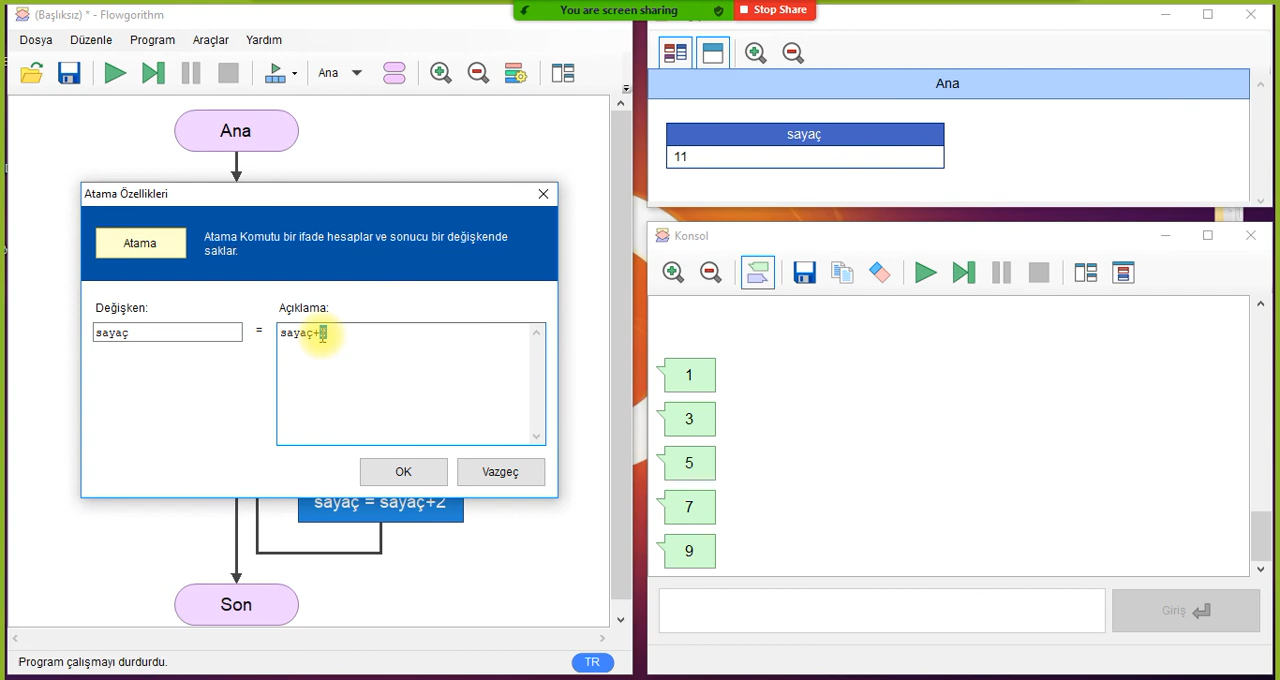 You are screen sharing
Stop Share
(Başlıksız) * - Flowgorithm
Dosya Düzenle Program Araçlar Yardım
Ana
Ana
Atama Özellikleri
Atama
Atama Komutu bir ifade hesaplar ve sonucu bir değişkende
saklar.
Değişken:
Açıklama:
sayaç
=
sayaç+
OK
Vazgeç
sayaç = sayaç+2
Son
Program çalışmayı durdurdu.
TR
Ana
sayaç
11
Konsol
1
3
5
7
9
Giriş